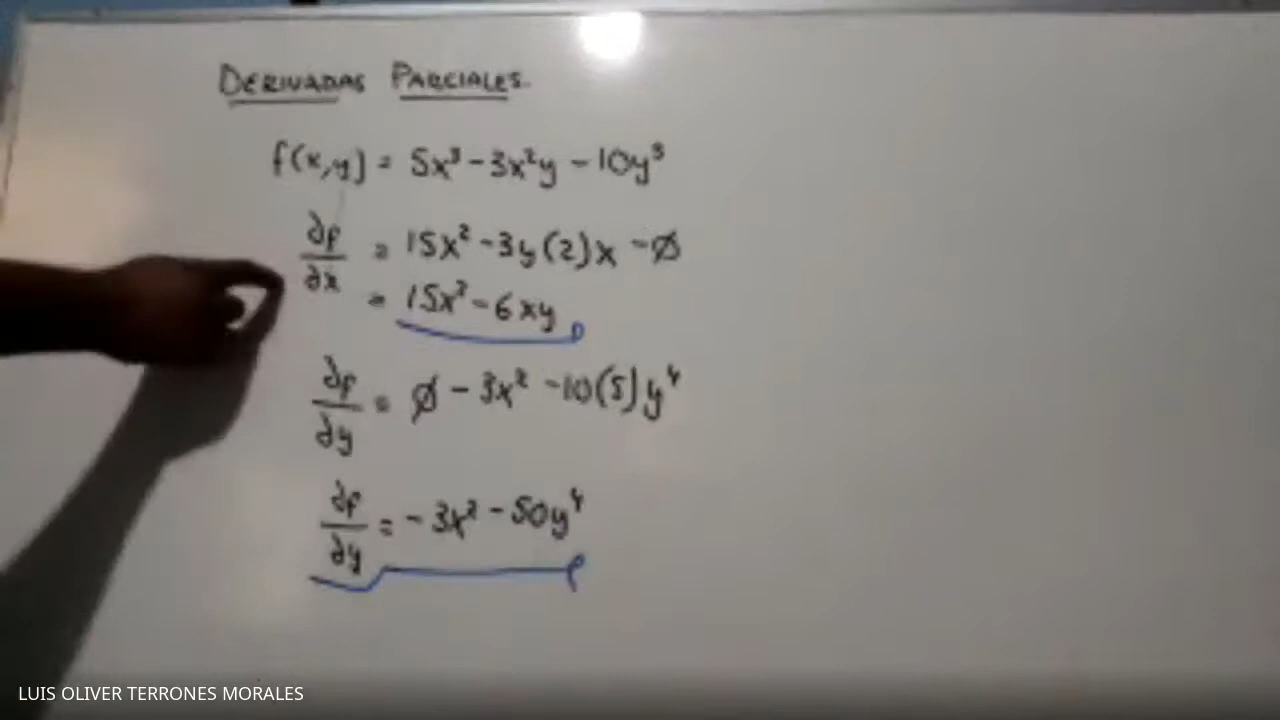 DERIVADAS PARCIALES.
f(x,y) = 5x³ - 3x²y - 10y⁵
∂f/∂x = 15x² - 3y(2)x - ∅
= 15x² - 6xy
∂f/∂y = ∅ - 3x² - 10(5)y⁴
∂f/∂y = - 3x² - 50y⁴
LUIS OLIVER TERRONES MORALES